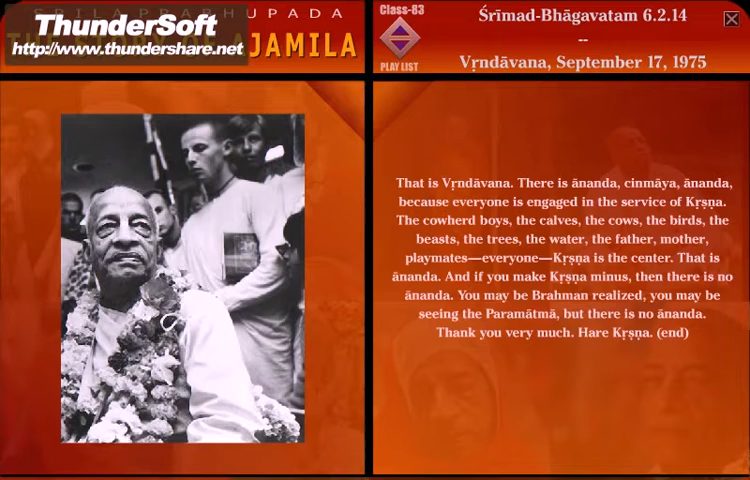 SRILA PRABHUPADA
ThunderSoft
http://www.thundershare.net
AJAMILA
Class-83
PLAY LIST
Śrīmad-Bhāgavatam 6.2.14
--
Vṛndāvana, September 17, 1975
That is Vṛndāvana. There is ānanda, cinmāya, ānanda,
because everyone is engaged in the service of Kṛṣṇa.
The cowherd boys, the calves, the cows, the birds, the
beasts, the trees, the water, the father, mother,
playmates—everyone—Kṛṣṇa is the center. That is
ānanda. And if you make Kṛṣṇa minus, then there is no
ānanda. You may be Brahman realized, you may be
seeing the Paramātmā, but there is no ānanda.
Thank you very much. Hare Kṛṣṇa. (end)